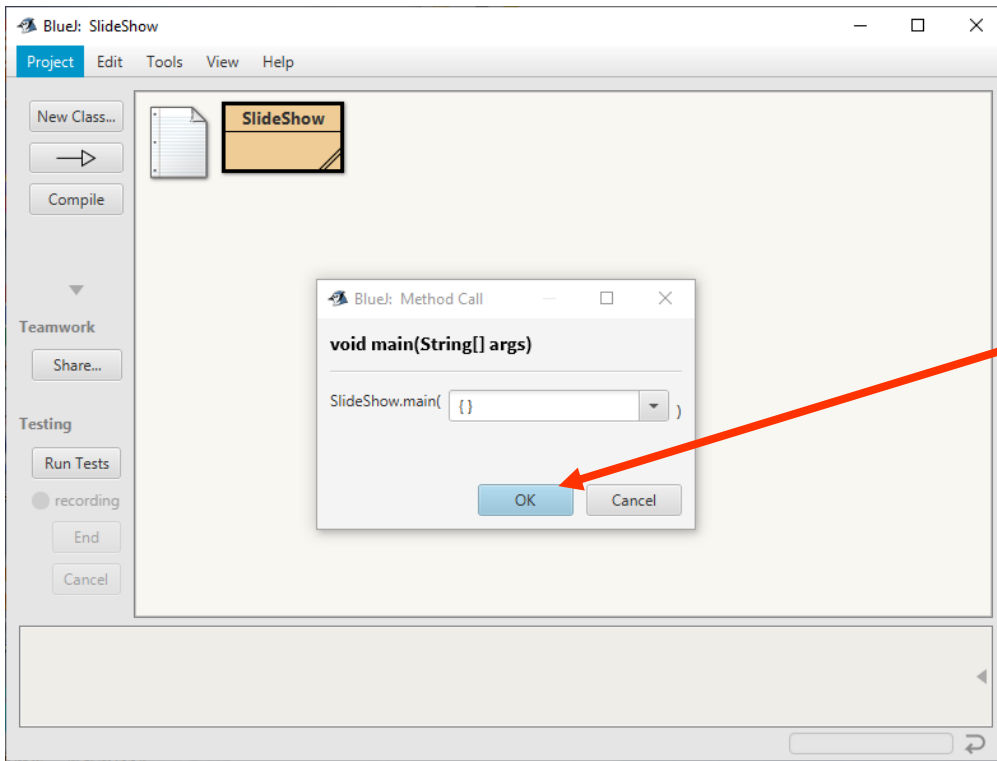 BlueJ: SlideShow
Project Edit Tools View Help
New Class...
SlideShow
Compile
Teamwork
Share...
Testing
Run Tests
recording
End
Cancel
BlueJ: Method Call
void main(String[] args)
SlideShow.main( { } )
OK Cancel